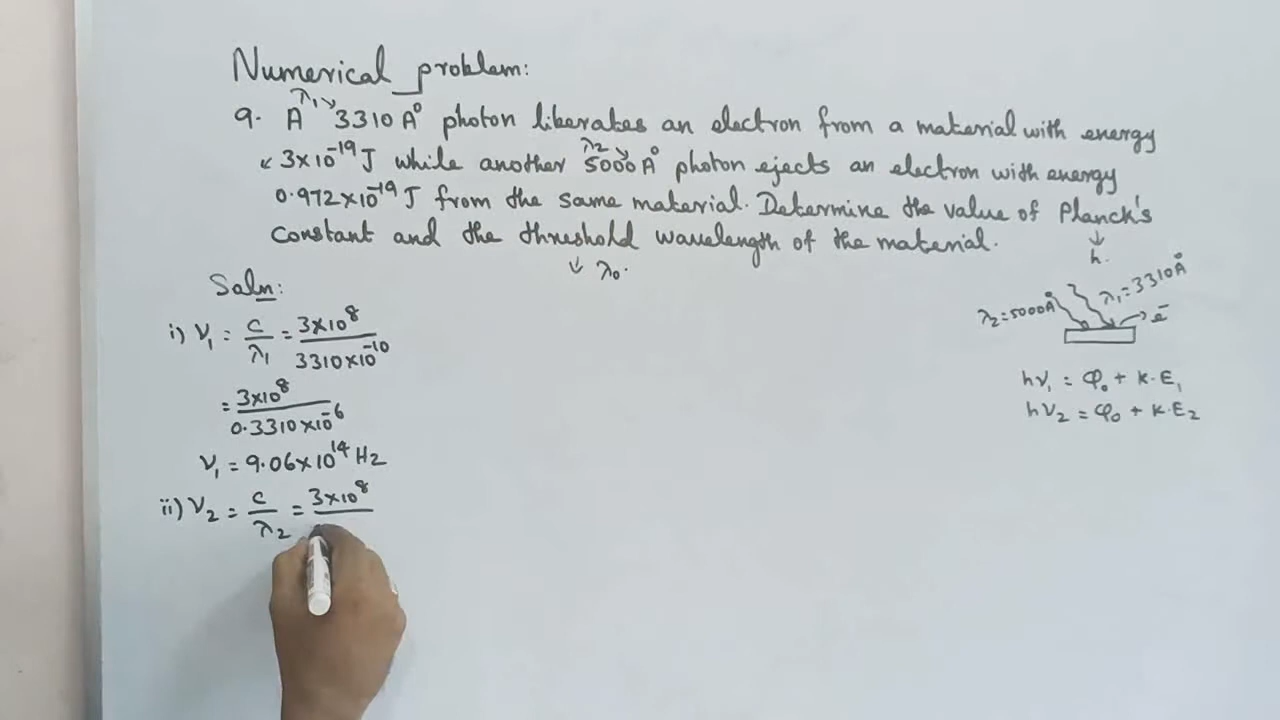 Numerical problem:
λ₁
9. A 3310 A⁰ photon liberates an electron from a material with energy
λ₂
3×10⁻¹⁹ J while another 5000 A⁰ photon ejects an electron with energy
0.972×10⁻¹⁹ J from the same material. Determine the value of Planck's
constant and the threshold wavelength of the material.
↓ λ₀.
↓
h.
Soln:
i) ν₁ = c/λ₁ = 3×10⁸/3310×10⁻¹⁰
= 3×10⁸/0.3310×10⁻⁶
ν₁ = 9.06×10¹⁴ Hz
ii) ν₂ = c/λ₂ = 3×10⁸
λ₂=5000A⁰
λ₁=3310A⁰
e⁻
hν₁ = φ₀ + K.E₁
hν₂ = φ₀ + K.E₂